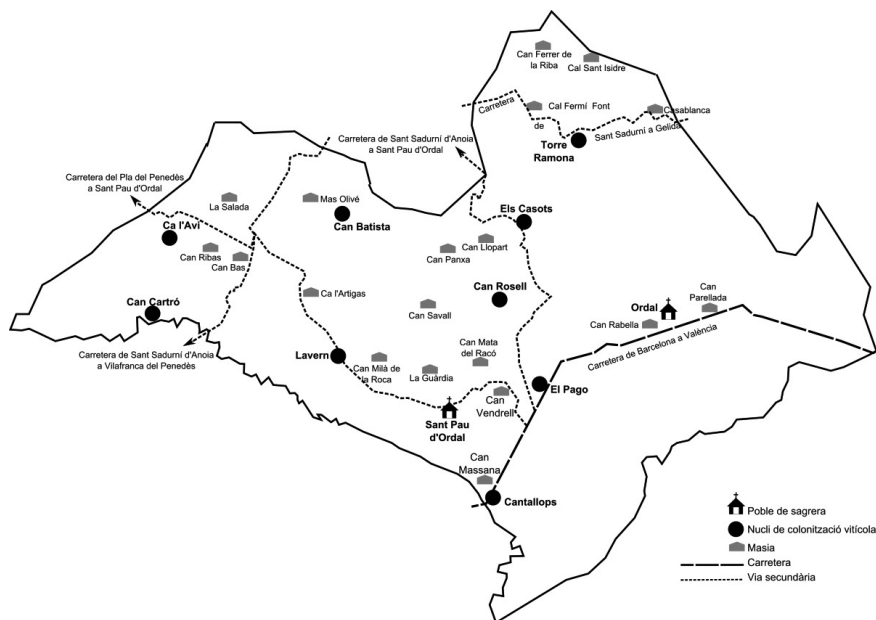 Can Ferrer de
la Riba
Cal Sant Isidre
Carretera
Cal Fermí Font
Casablanca
de
Sant Sadurní a Gelida
Torre
Ramona
Carretera de Sant Sadurní d'Anoia
a Sant Pau d'Ordal
Carretera del Pla del Penedès
a Sant Pau d'Ordal
La Salada
Mas Olivé
Can Batista
Els Casots
Ca l'Avi
Can Ribas
Can Bas
Can Panxa
Can Llopart
Can Rosell
Ca l'Artigas
Can Savall
Can Cartró
Ordal
Can
Parellada
Can Rabella
Carretera de Barcelona a València
Carretera de Sant Sadurní d'Anoia
a Vilafranca del Penedès
Lavern
Can Milà de
la Roca
La Guàrdia
Can Mata
del Racó
Can
Vendrell
El Pago
Sant Pau
d'Ordal
Can
Massana
Cantallops
Poble de sagrera
Nucli de colonització vitícola
Masia
Carretera
Via secundària